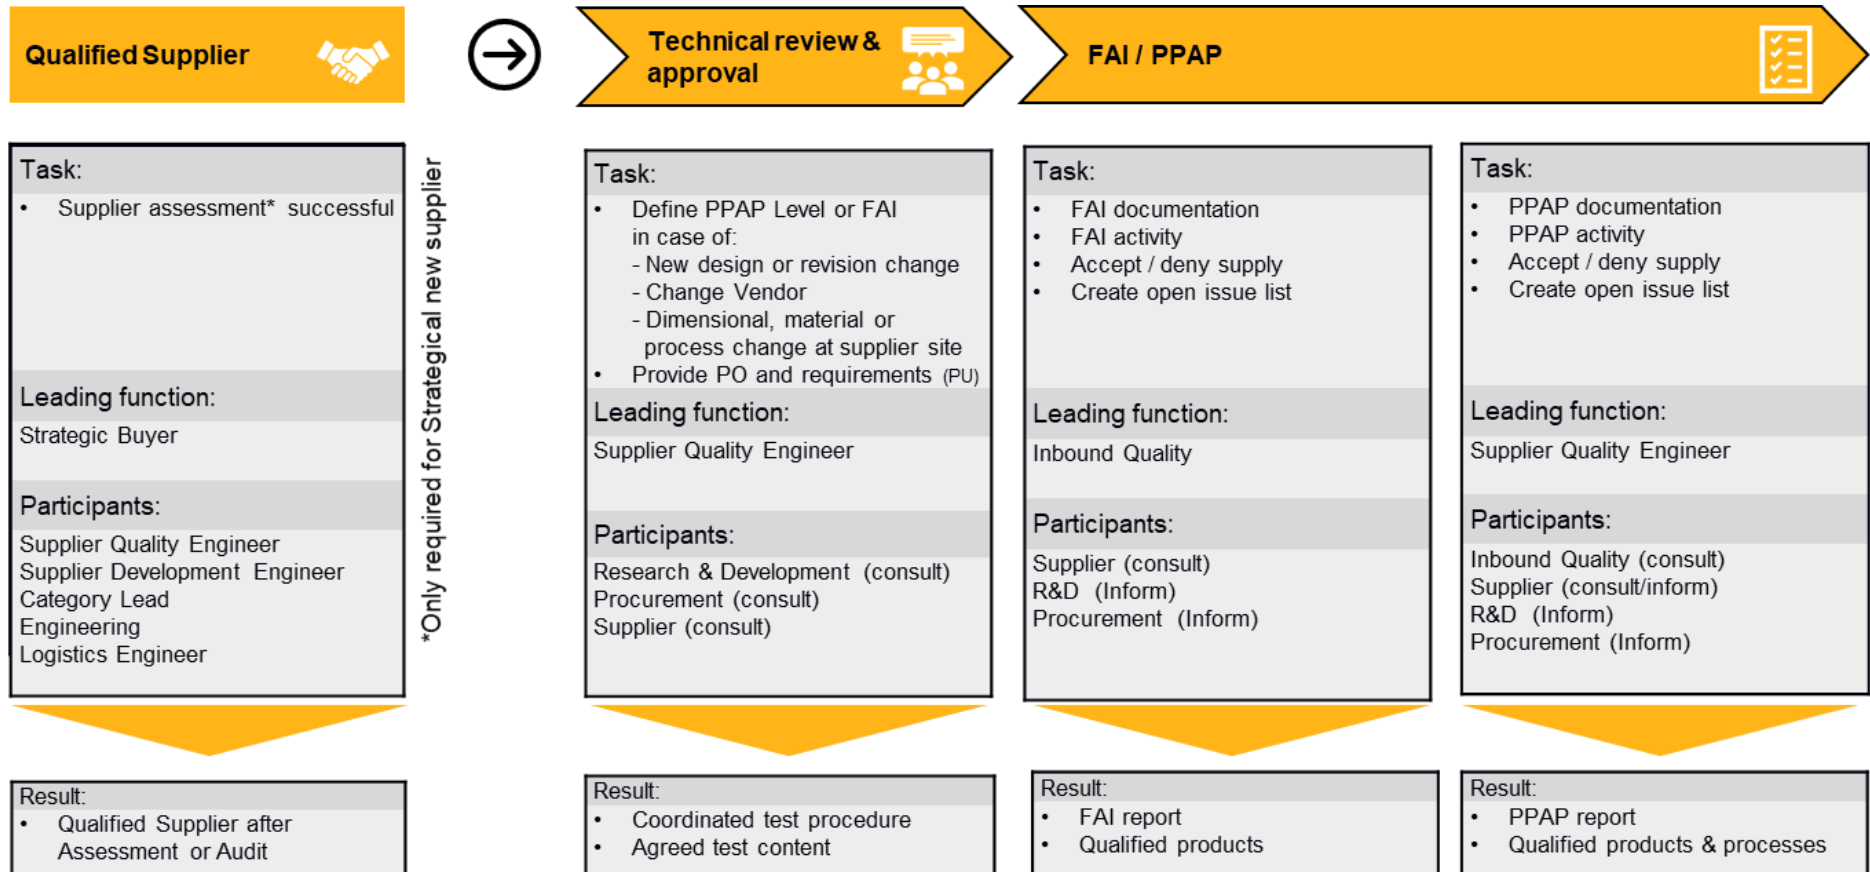 Qualified Supplier
Technical review &
approval
FAI / PPAP
Task:
• Supplier assessment* successful
Leading function:
Strategic Buyer
Participants:
Supplier Quality Engineer
Supplier Development Engineer
Category Lead
Engineering
Logistics Engineer
Result:
• Qualified Supplier after
Assessment or Audit
*Only required for Strategical new supplier
Task:
• Define PPAP Level or FAI
in case of:
- New design or revision change
- Change Vendor
- Dimensional, material or
process change at supplier site
• Provide PO and requirements (PU)
Leading function:
Supplier Quality Engineer
Participants:
Research & Development (consult)
Procurement (consult)
Supplier (consult)
Result:
• Coordinated test procedure
• Agreed test content
Task:
• FAI documentation
• FAI activity
• Accept / deny supply
• Create open issue list
Leading function:
Inbound Quality
Participants:
Supplier (consult)
R&D (Inform)
Procurement (Inform)
Result:
• FAI report
• Qualified products
Task:
• PPAP documentation
• PPAP activity
• Accept / deny supply
• Create open issue list
Leading function:
Supplier Quality Engineer
Participants:
Inbound Quality (consult)
Supplier (consult/inform)
R&D (Inform)
Procurement (Inform)
Result:
• PPAP report
• Qualified products & processes